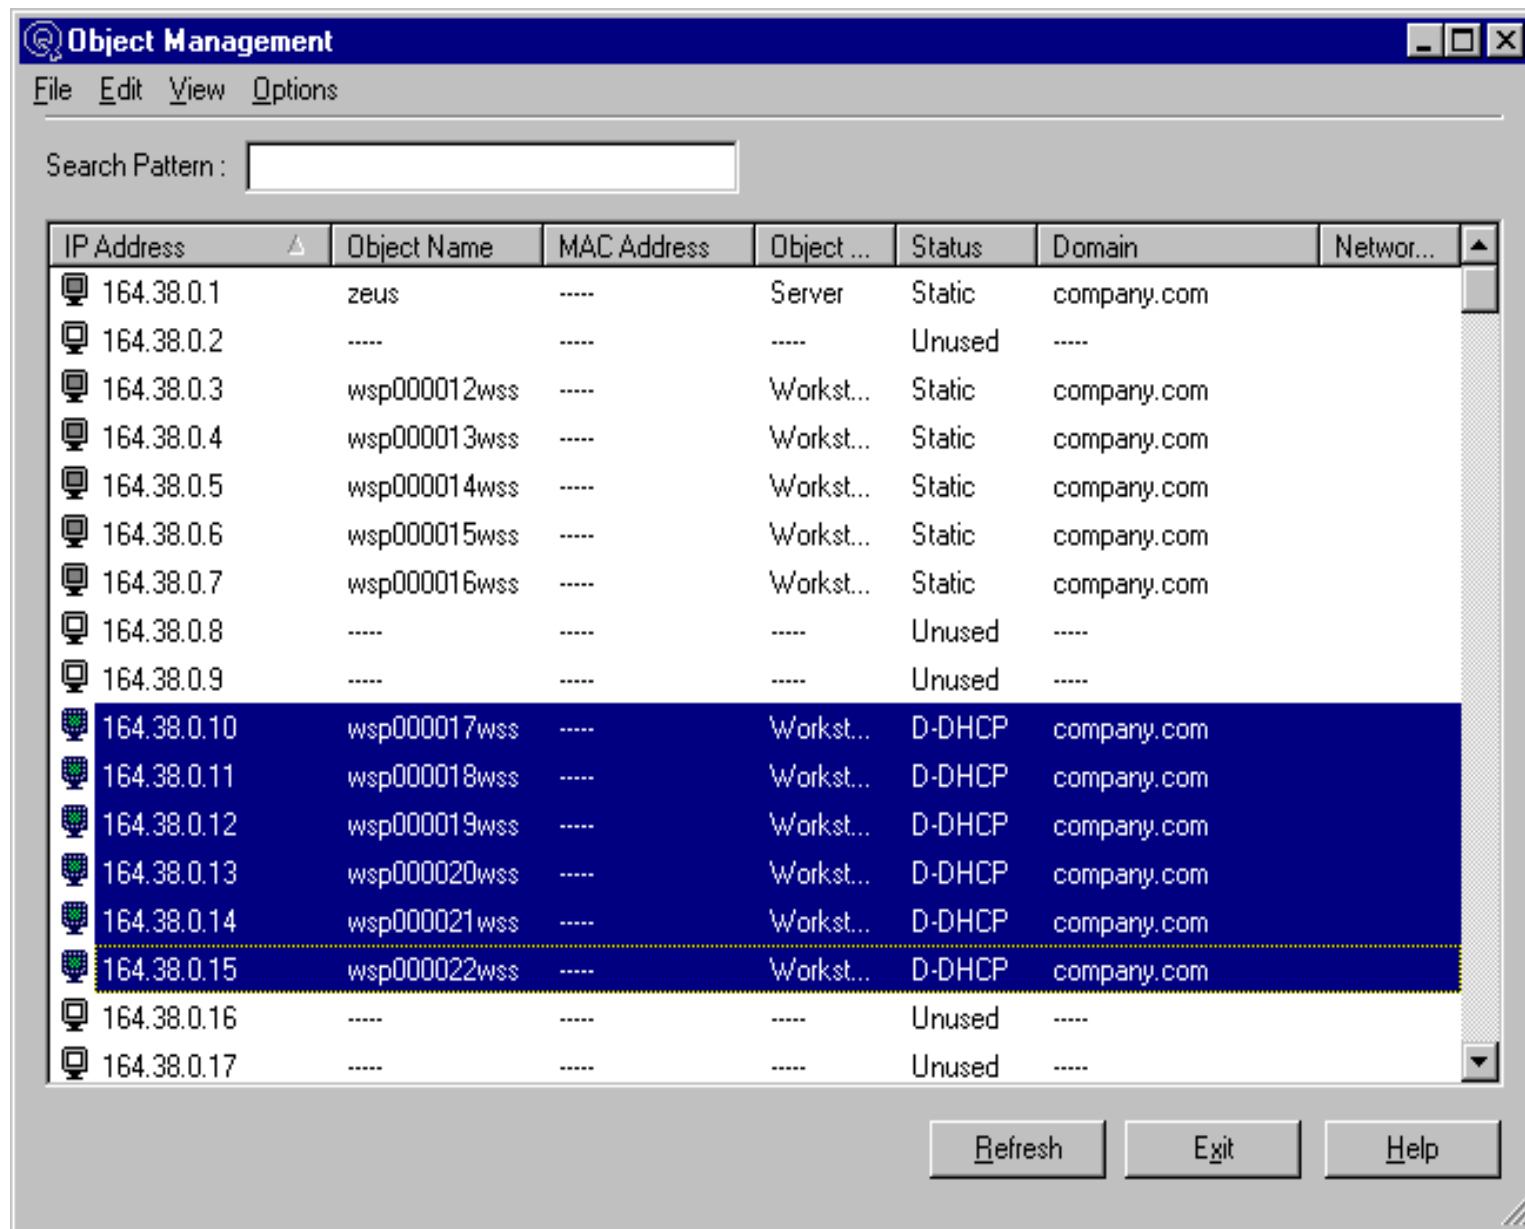 Object Management
File Edit View Options
Search Pattern :
IP Address Object Name MAC Address Object ... Status Domain Networ...
164.38.0.1 zeus ----- Server Static company.com
164.38.0.2 ----- ----- ----- Unused -----
164.38.0.3 wsp000012wss ----- Workst... Static company.com
164.38.0.4 wsp000013wss ----- Workst... Static company.com
164.38.0.5 wsp000014wss ----- Workst... Static company.com
164.38.0.6 wsp000015wss ----- Workst... Static company.com
164.38.0.7 wsp000016wss ----- Workst... Static company.com
164.38.0.8 ----- ----- ----- Unused -----
164.38.0.9 ----- ----- ----- Unused -----
164.38.0.10 wsp000017wss ----- Workst... D-DHCP company.com
164.38.0.11 wsp000018wss ----- Workst... D-DHCP company.com
164.38.0.12 wsp000019wss ----- Workst... D-DHCP company.com
164.38.0.13 wsp000020wss ----- Workst... D-DHCP company.com
164.38.0.14 wsp000021wss ----- Workst... D-DHCP company.com
164.38.0.15 wsp000022wss ----- Workst... D-DHCP company.com
164.38.0.16 ----- ----- ----- Unused -----
164.38.0.17 ----- ----- ----- Unused -----
Refresh Exit Help